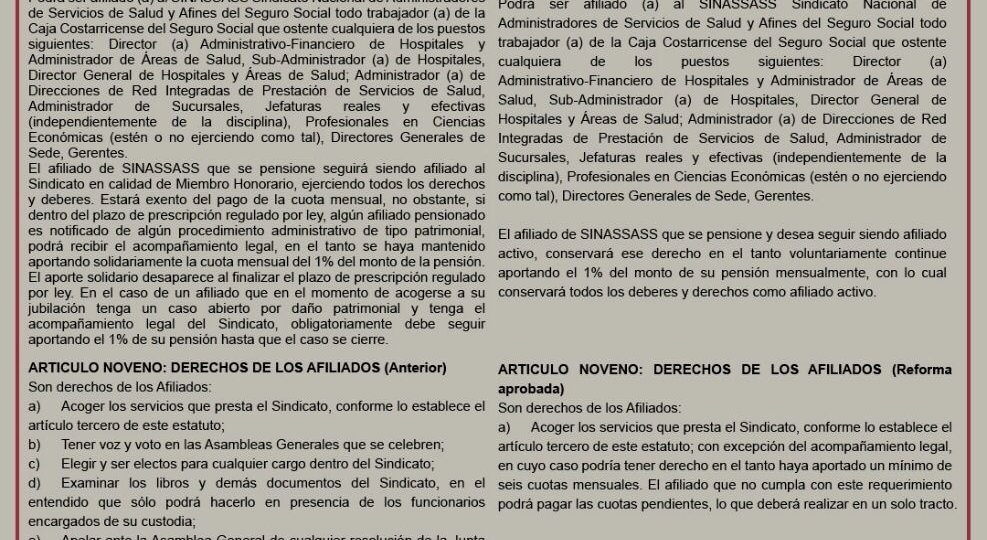 de Servicios de Salud y Afines del Seguro Social todo trabajador (a) de la
Caja Costarricense del Seguro Social que ostente cualquiera de los puestos
siguientes: Director (a) Administrativo-Financiero de Hospitales y
Administrador de Áreas de Salud, Sub-Administrador (a) de Hospitales,
Director General de Hospitales y Áreas de Salud; Administrador (a) de
Direcciones de Red Integradas de Prestación de Servicios de Salud,
Administrador de Sucursales, Jefaturas reales y efectivas
(independientemente de la disciplina), Profesionales en Ciencias
Económicas (estén o no ejerciendo como tal), Directores Generales de
Sede, Gerentes.
El afiliado de SINASSASS que se pensione seguirá siendo afiliado al
Sindicato en calidad de Miembro Honorario, ejerciendo todos los derechos
y deberes. Estará exento del pago de la cuota mensual, no obstante, si
dentro del plazo de prescripción regulado por ley, algún afiliado pensionado
es notificado de algún procedimiento administrativo de tipo patrimonial,
podrá recibir el acompañamiento legal, en el tanto se haya mantenido
aportando solidariamente la cuota mensual del 1% del monto de la pensión.
El aporte solidario desaparece al finalizar el plazo de prescripción regulado
por ley. En el caso de un afiliado que en el momento de acogerse a su
jubilación tenga un caso abierto por daño patrimonial y tenga el
acompañamiento legal del Sindicato, obligatoriamente debe seguir
aportando el 1% de su pensión hasta que el caso se cierre.
ARTICULO NOVENO: DERECHOS DE LOS AFILIADOS (Anterior)
Son derechos de los Afiliados:
a) Acoger los servicios que presta el Sindicato, conforme lo establece el
artículo tercero de este estatuto;
b) Tener voz y voto en las Asambleas Generales que se celebren;
c) Elegir y ser electos para cualquier cargo dentro del Sindicato;
d) Examinar los libros y demás documentos del Sindicato, en el
entendido que sólo podrá hacerlo en presencia de los funcionarios
encargados de su custodia;
e) Apelar ante la Asamblea General de cualquier resolución de la Junta
Podrá ser afiliado (a) al SINASSASS Sindicato Nacional de
Administradores de Servicios de Salud y Afines del Seguro Social todo
trabajador (a) de la Caja Costarricense del Seguro Social que ostente
cualquiera de los puestos siguientes: Director (a)
Administrativo-Financiero de Hospitales y Administrador de Áreas de
Salud, Sub-Administrador (a) de Hospitales, Director General de
Hospitales y Áreas de Salud; Administrador (a) de Direcciones de Red
Integradas de Prestación de Servicios de Salud, Administrador de
Sucursales, Jefaturas reales y efectivas (independientemente de la
disciplina), Profesionales en Ciencias Económicas (estén o no ejerciendo
como tal), Directores Generales de Sede, Gerentes.
El afiliado de SINASSASS que se pensione y desea seguir siendo afiliado
activo, conservará ese derecho en el tanto voluntariamente continue
aportando el 1% del monto de su pensión mensualmente, con lo cual
conservará todos los deberes y derechos como afiliado activo.
ARTICULO NOVENO: DERECHOS DE LOS AFILIADOS (Reforma
aprobada)
Son derechos de los Afiliados:
a) Acoger los servicios que presta el Sindicato, conforme lo establece el
artículo tercero de este estatuto; con excepción del acompañamiento legal,
en cuyo caso podría tener derecho en el tanto haya aportado un mínimo de
seis cuotas mensuales. El afiliado que no cumpla con este requerimiento
podrá pagar las cuotas pendientes, lo que deberá realizar en un solo tracto.